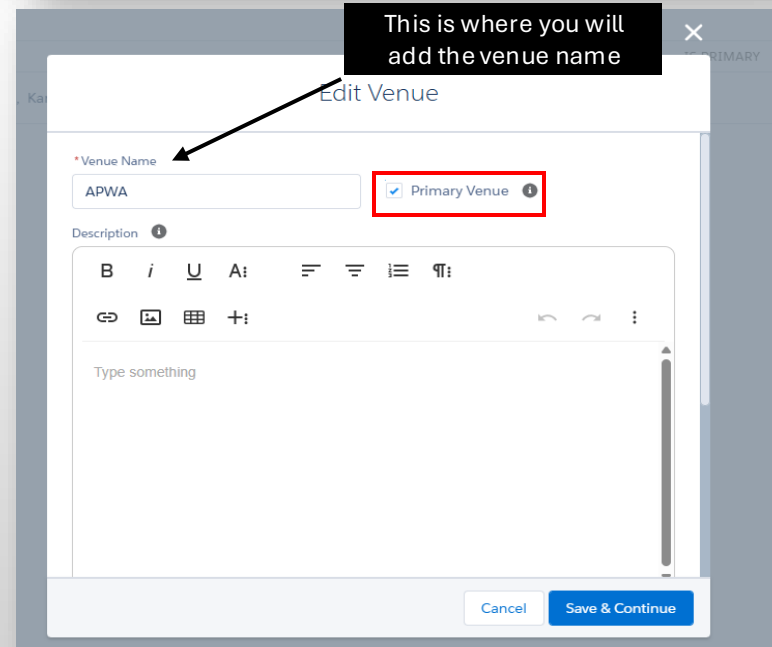 This is where you will
add the venue name
IS PRIMARY
, Kar
Edit Venue
*Venue Name
APWA
Primary Venue
Description
B i U A
Type something
Cancel
Save & Continue